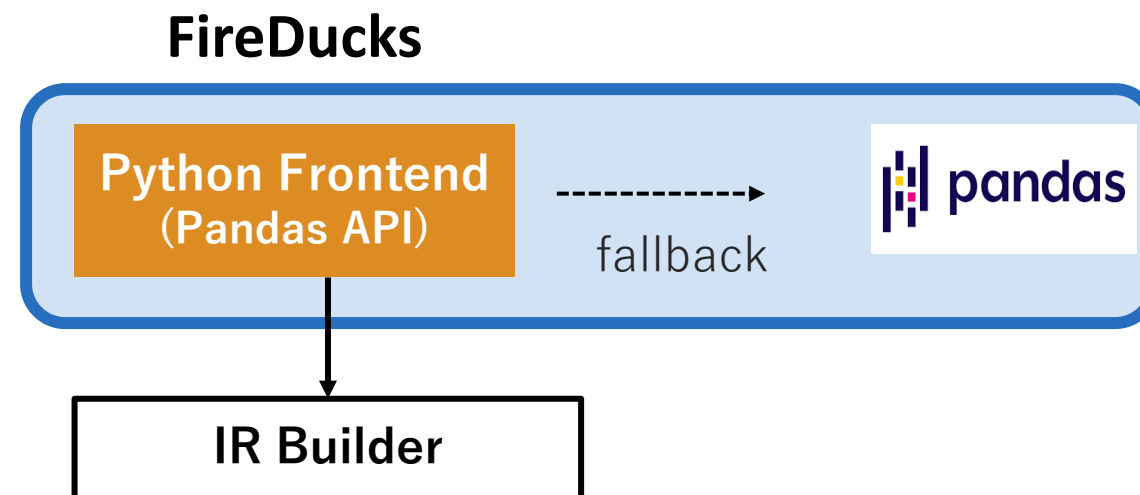 FireDucks
Python Frontend
(Pandas API)
fallback
pandas
IR Builder